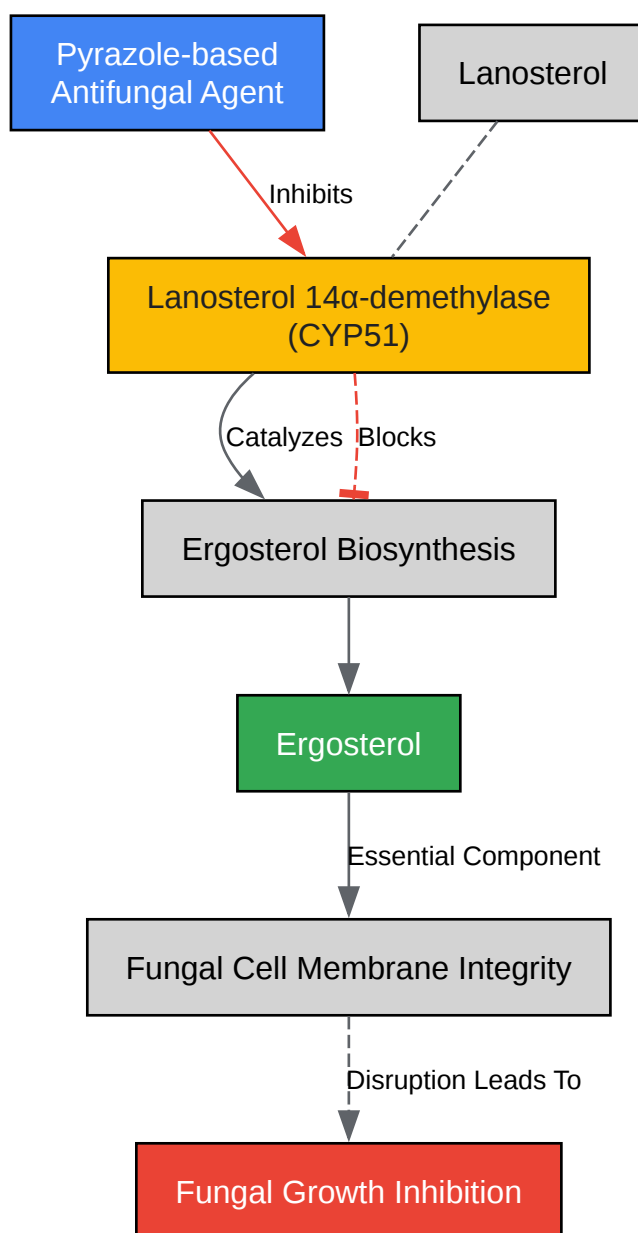 Pyrazole-based
Antifungal Agent
Lanosterol
Inhibits
Lanosterol 14α-demethylase
(CYP51)
Catalyzes
Blocks
Ergosterol Biosynthesis
Ergosterol
Essential Component
Fungal Cell Membrane Integrity
Disruption Leads To
Fungal Growth Inhibition